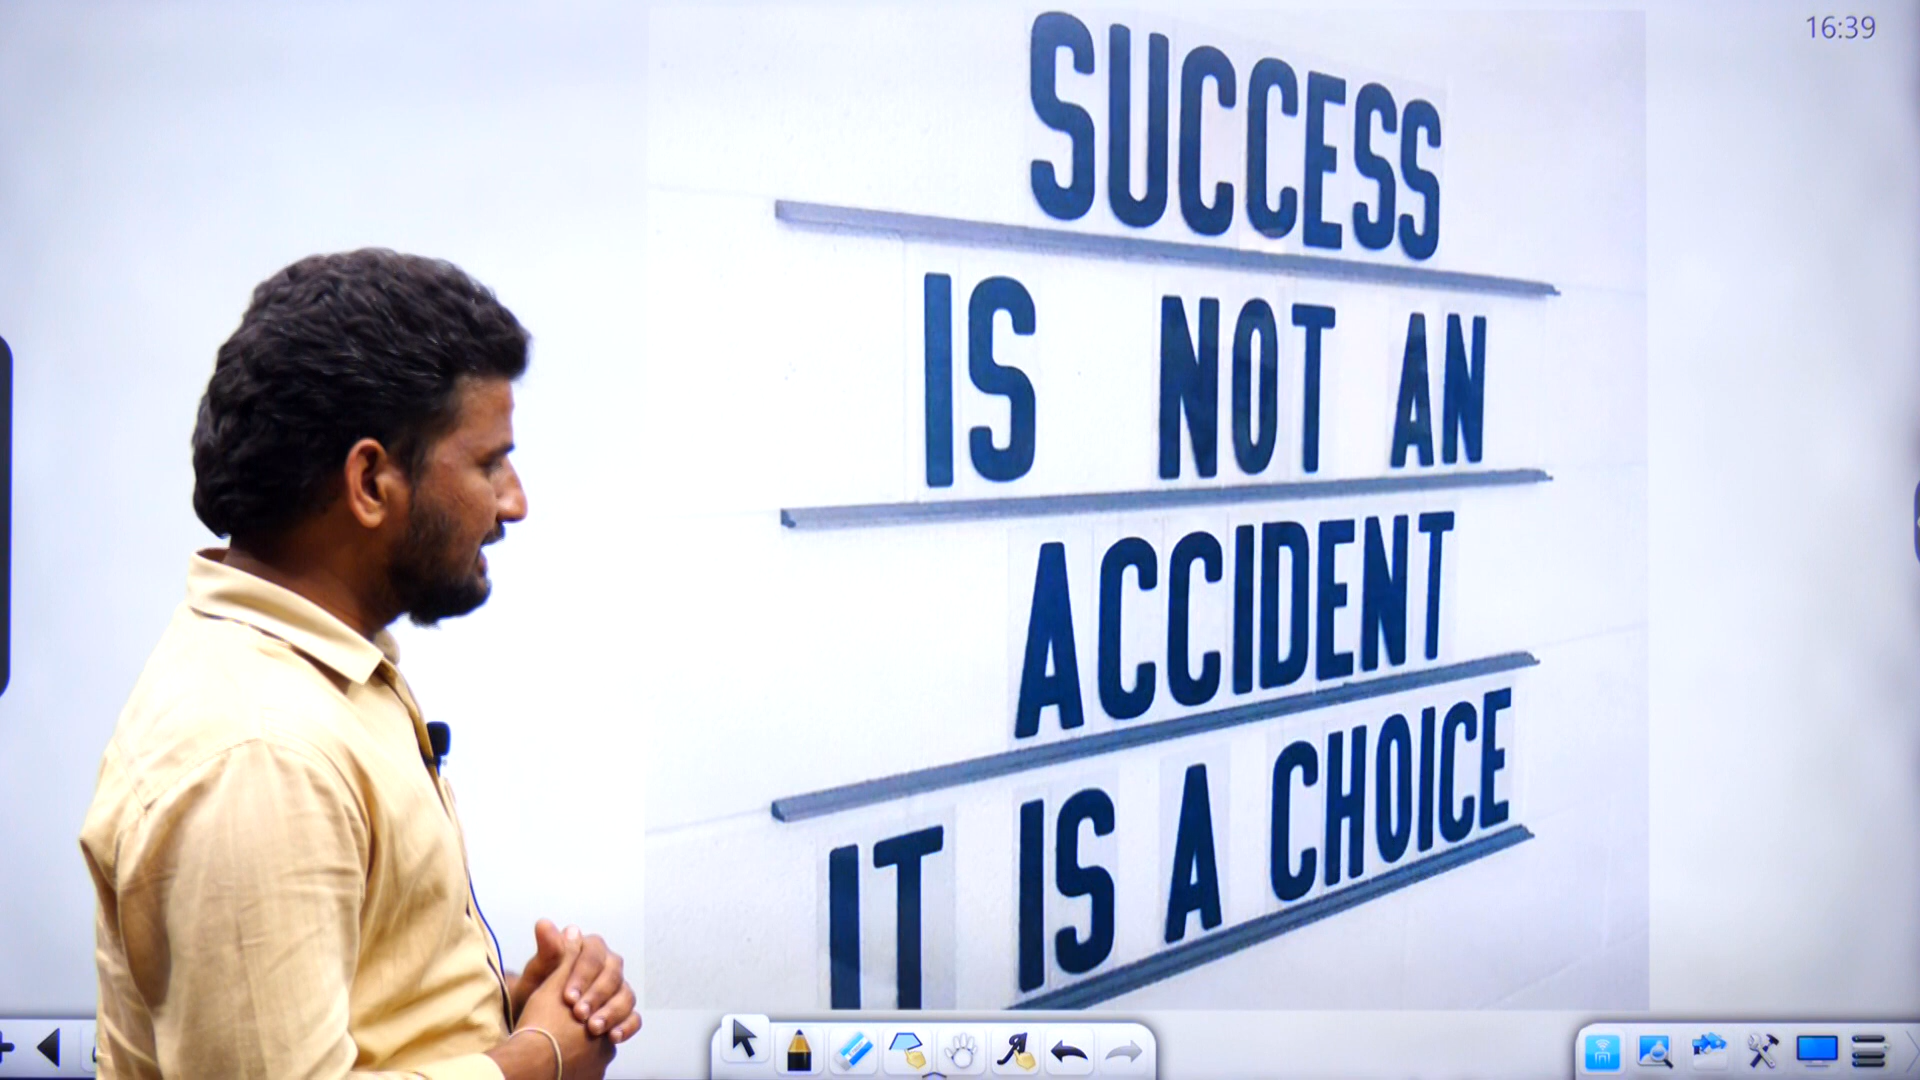 16:39
SUCCESS
IS NOT AN
ACCIDENT
IT IS A CHOICE